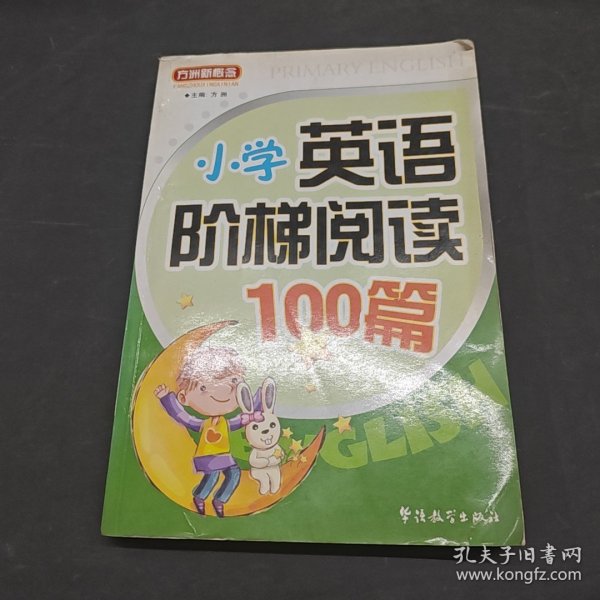 方洲新概念
FANGZHOUXINGAINIAN
PRIMARY ENGLISH
◆主编:方洲
小学 英语
阶梯阅读
100篇
ENGLISH
华语教学出版社
孔夫子旧书网
www.kongfz.com